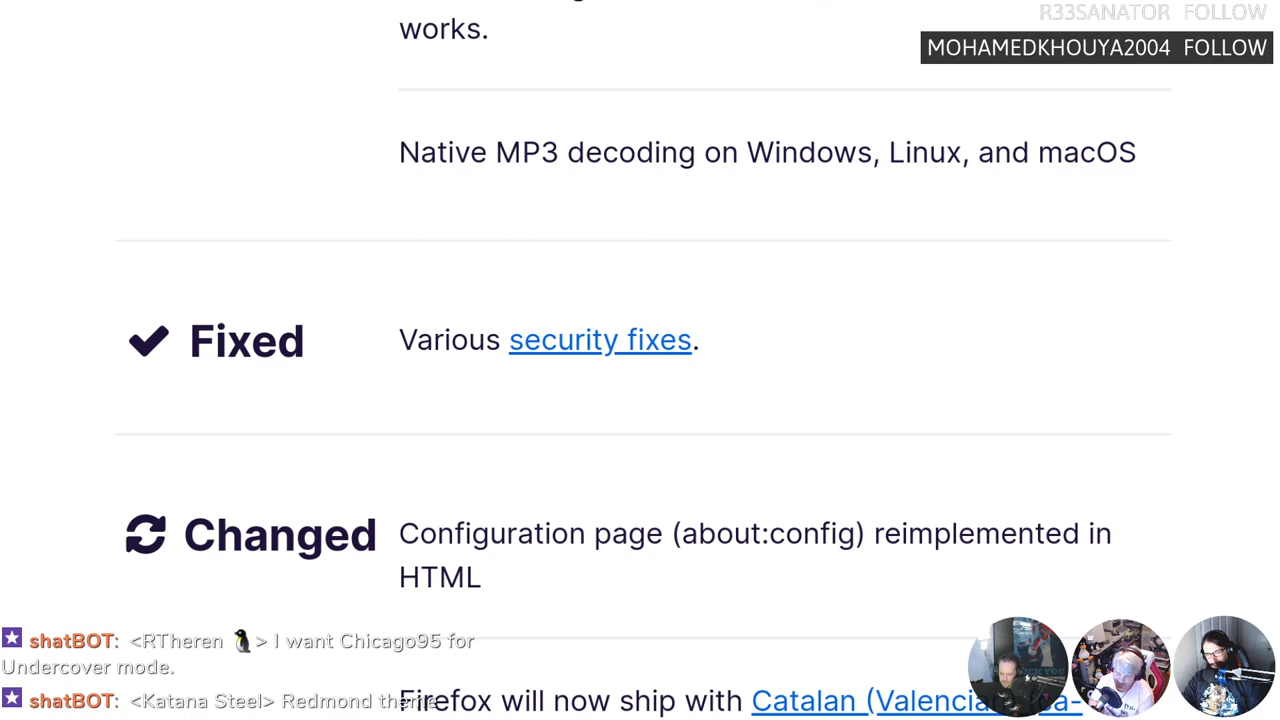 works.
R33SANATOR FOLLOW
MOHAMEDKHOUYA2004 FOLLOW
Native MP3 decoding on Windows, Linux, and macOS
Fixed
Various security fixes.
Changed
Configuration page (about:config) reimplemented in
HTML
shatBOT: <RTheren 🐧> I want Chicago95 for
Undercover mode.
shatBOT: <Katana Steel> Redmond theme
Firefox will now ship with Catalan (Valencian)